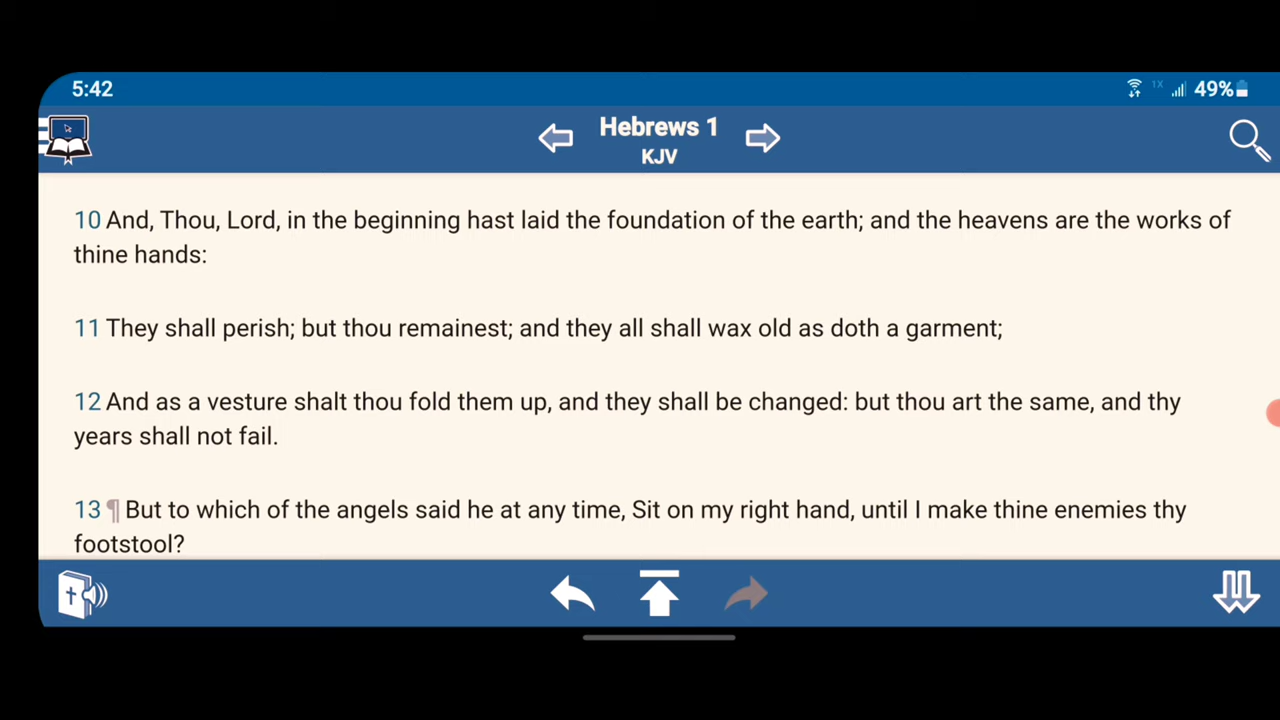 5:42
1X 49%
Hebrews 1
KJV
10 And, Thou, Lord, in the beginning hast laid the foundation of the earth; and the heavens are the works of
thine hands:
11 They shall perish; but thou remainest; and they all shall wax old as doth a garment;
12 And as a vesture shalt thou fold them up, and they shall be changed: but thou art the same, and thy
years shall not fail.
13 ¶ But to which of the angels said he at any time, Sit on my right hand, until I make thine enemies thy
footstool?